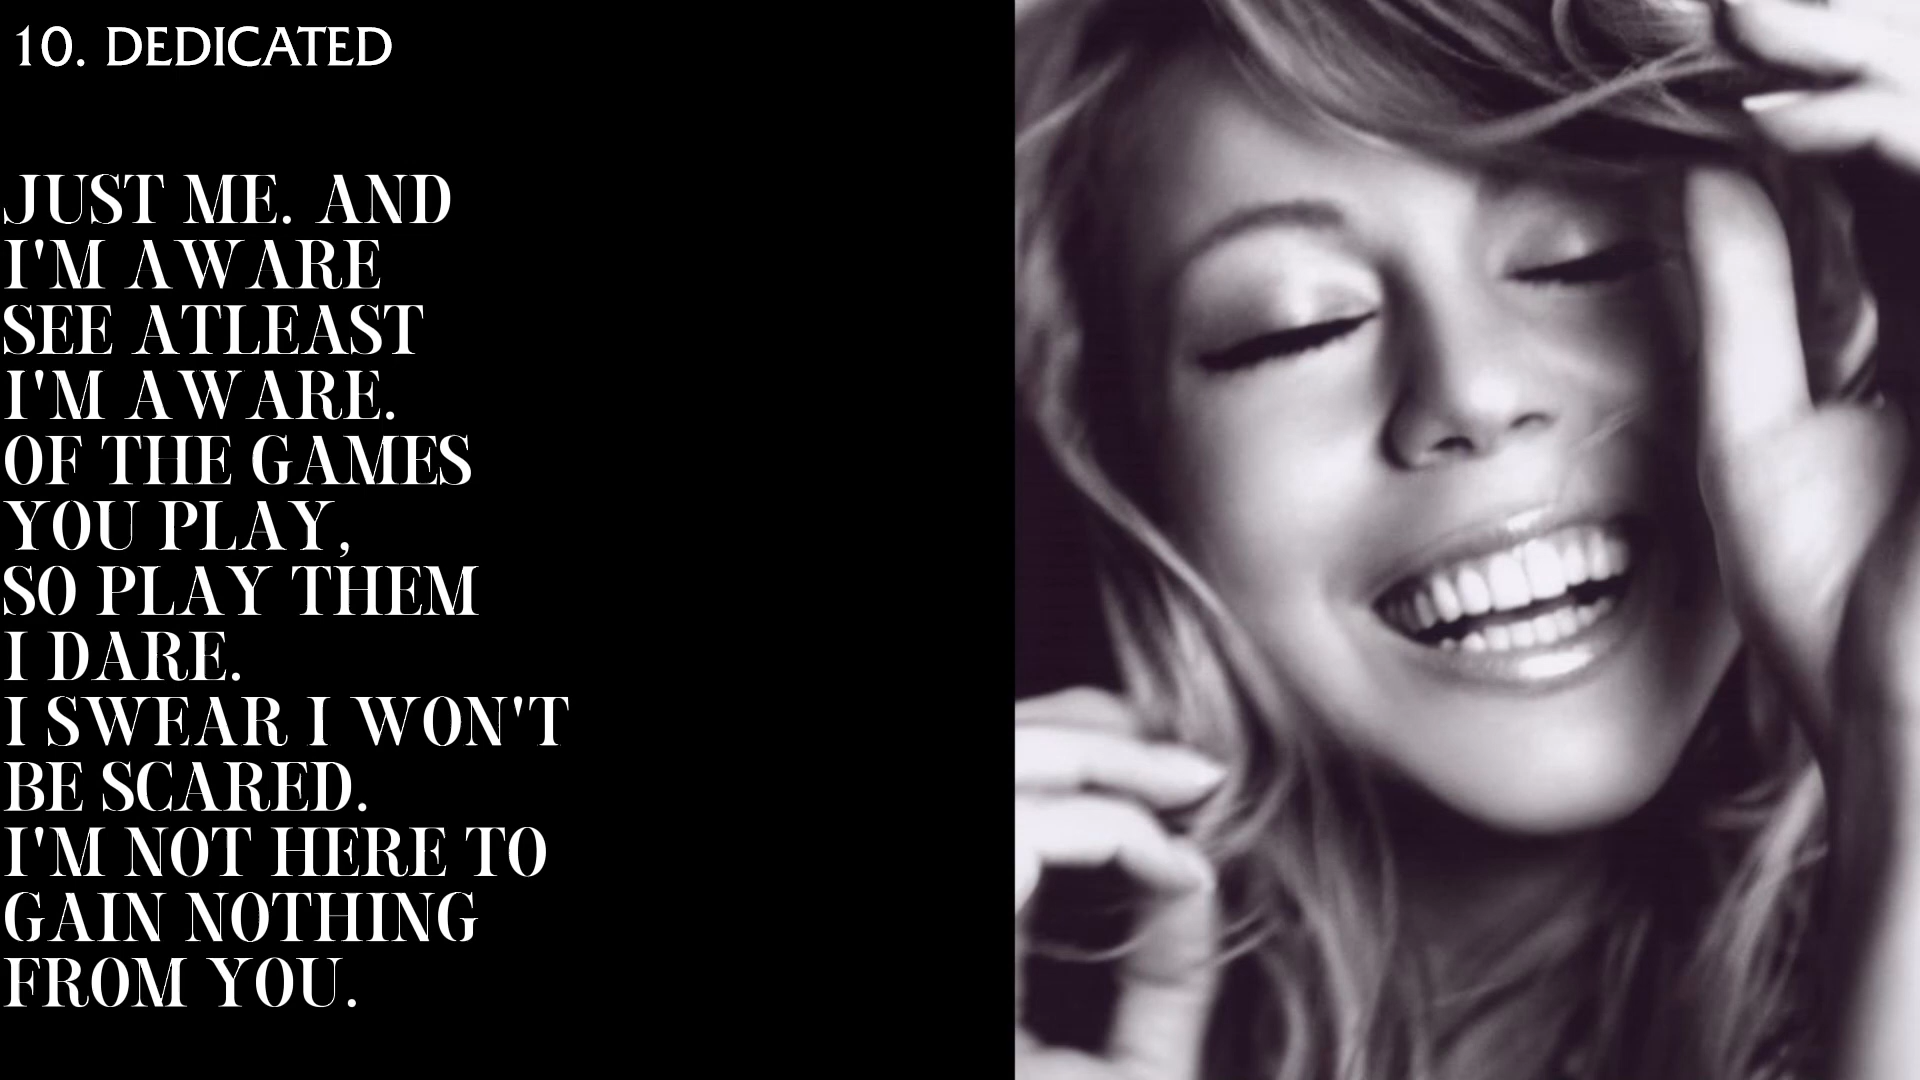 10. DEDICATED
JUST ME. AND
I'M AWARE
SEE ATLEAST
I'M AWARE.
OF THE GAMES
YOU PLAY,
SO PLAY THEM
I DARE.
I SWEAR I WON'T
BE SCARED.
I'M NOT HERE TO
GAIN NOTHING
FROM YOU.